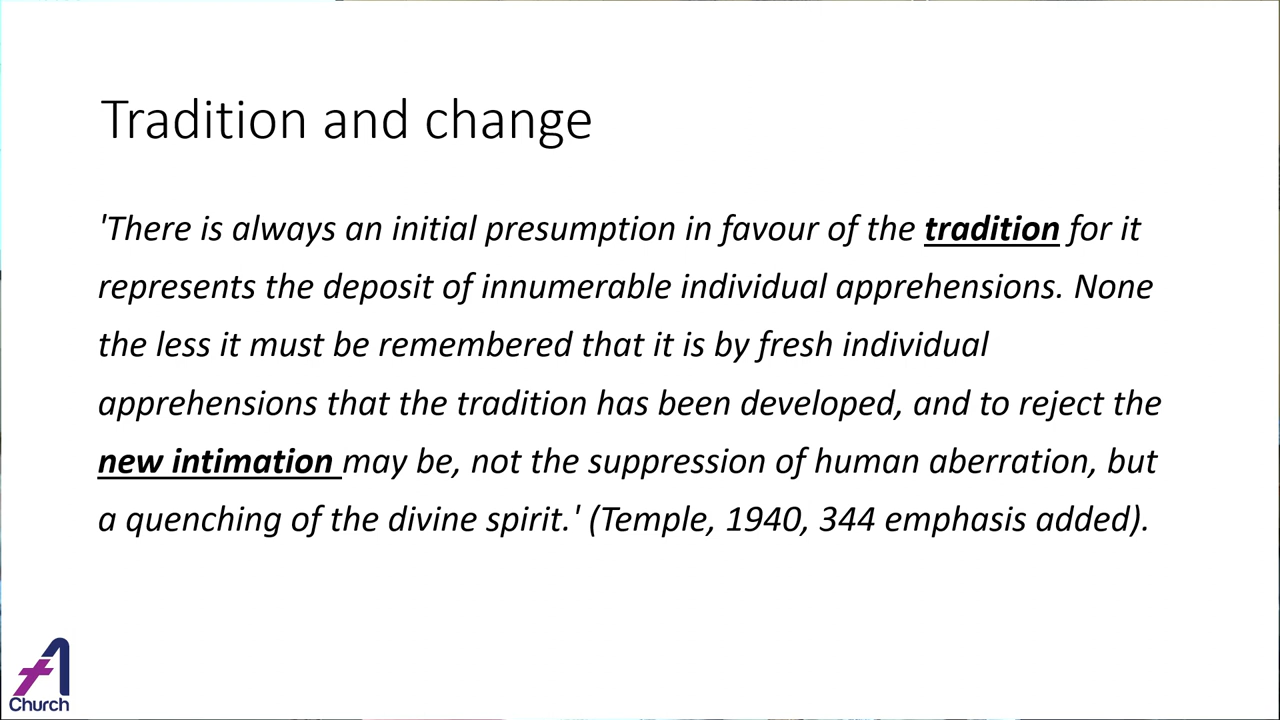 Tradition and change
'There is always an initial presumption in favour of the tradition for it
represents the deposit of innumerable individual apprehensions. None
the less it must be remembered that it is by fresh individual
apprehensions that the tradition has been developed, and to reject the
new intimation may be, not the suppression of human aberration, but
a quenching of the divine spirit.' (Temple, 1940, 344 emphasis added).
Church